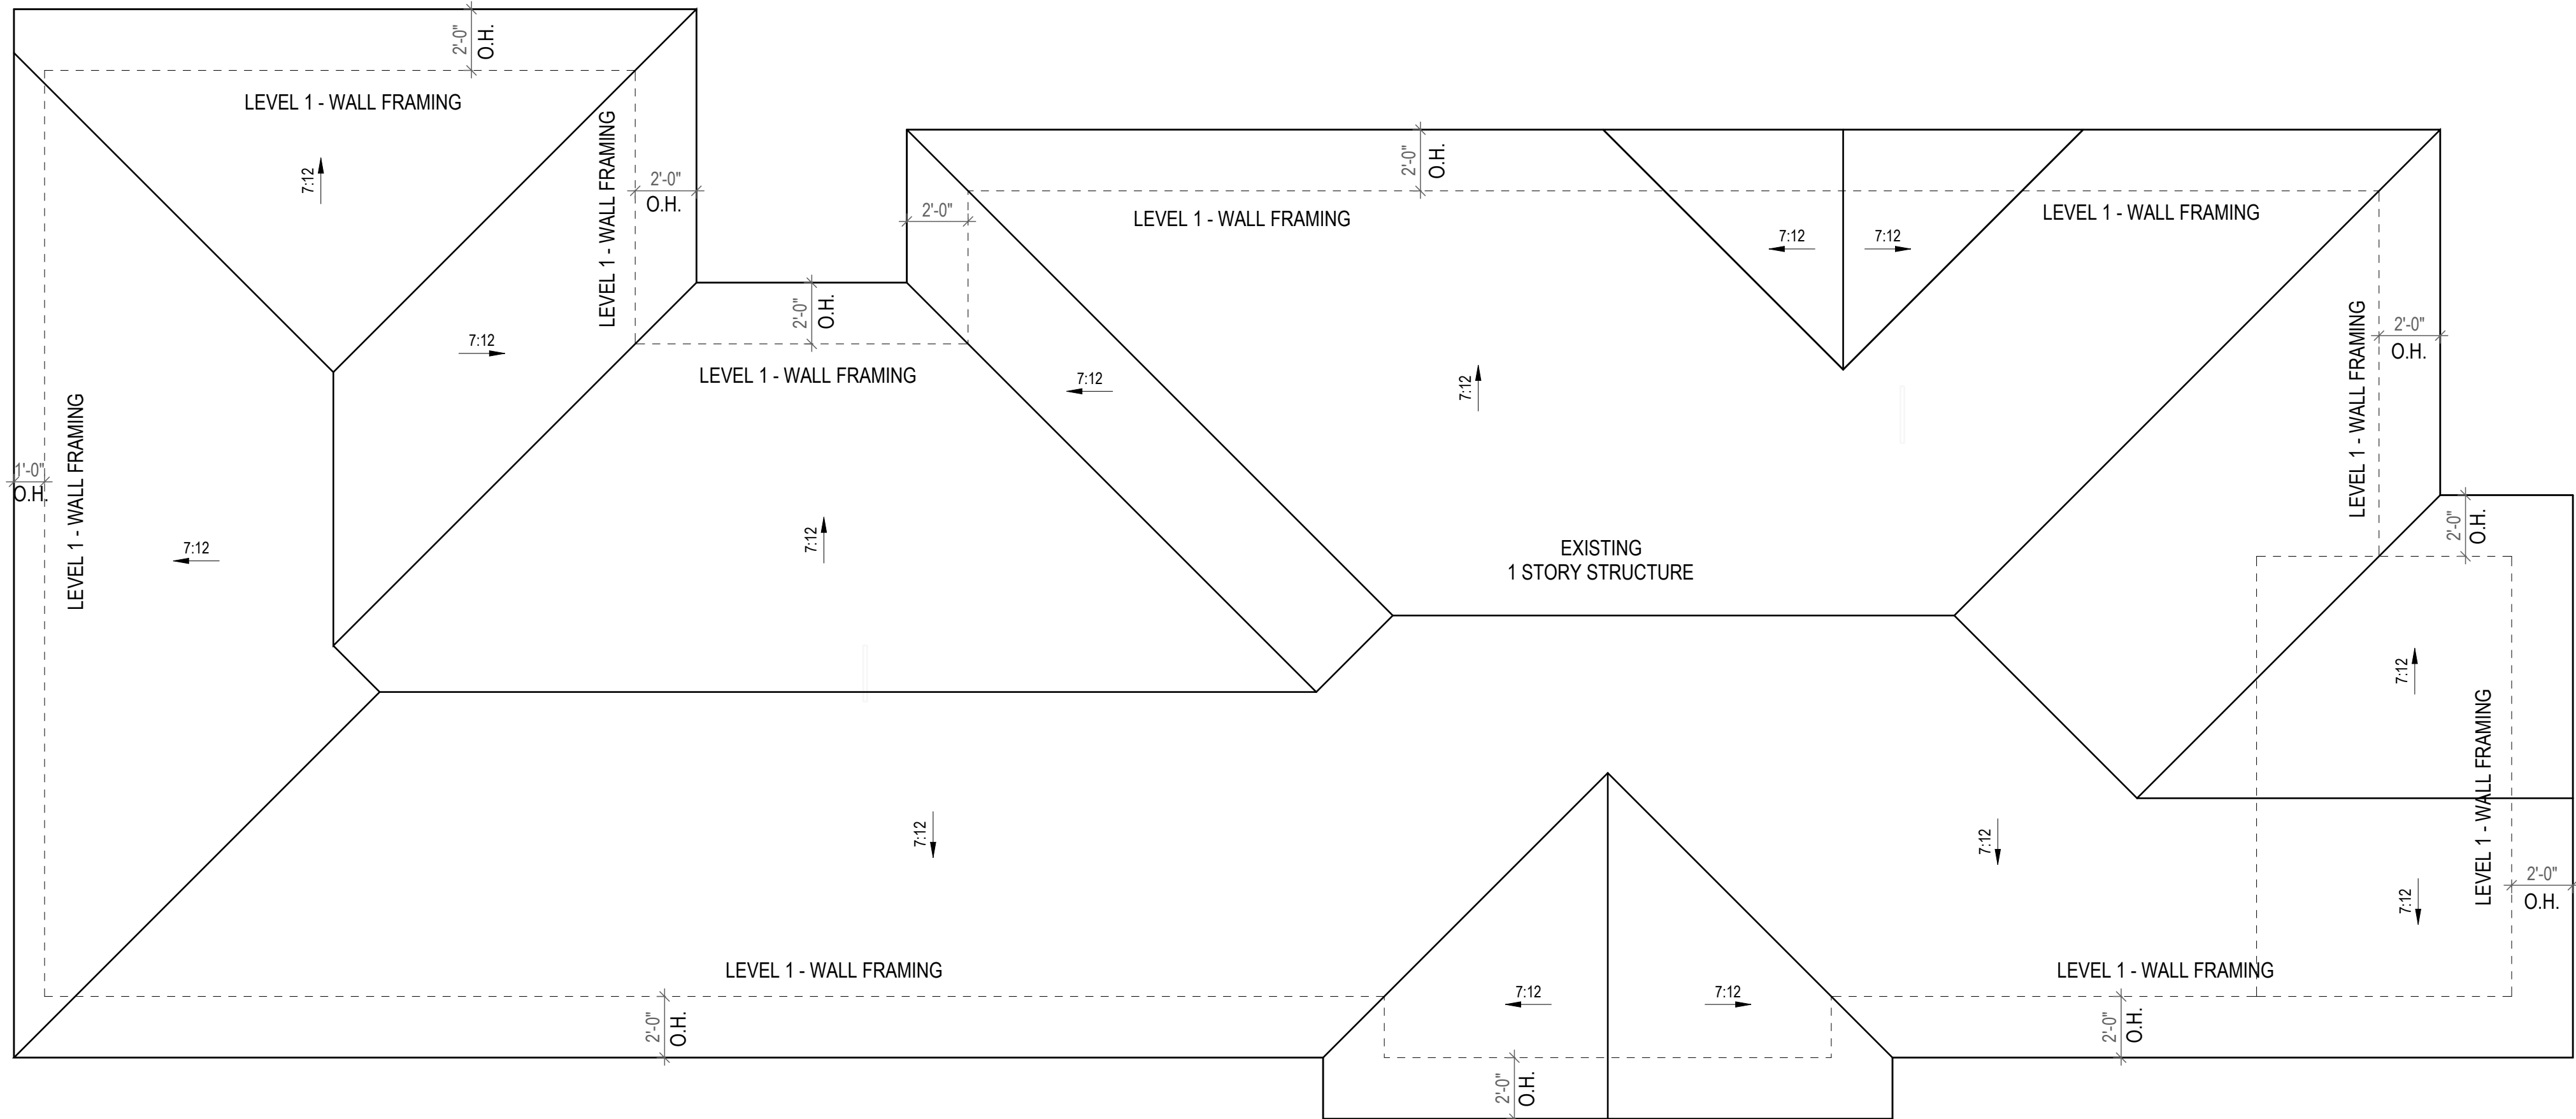 2'-0"
O.H.
LEVEL 1 - WALL FRAMING
7:12
LEVEL 1 - WALL FRAMING
2'-0"
O.H.
2'-0"
O.H.
2'-0"
LEVEL 1 - WALL FRAMING
LEVEL 1 - WALL FRAMING
7:12
7:12
2'-0"
O.H.
LEVEL 1 - WALL FRAMING
7:12
7:12
7:12
LEVEL 1 - WALL FRAMING
2'-0"
O.H.
LEVEL 1 - WALL FRAMING
1'-0"
O.H.
7:12
7:12
EXISTING
1 STORY STRUCTURE
2'-0"
O.H.
7:12
LEVEL 1 - WALL FRAMING
7:12
7:12
2'-0"
O.H.
7:12
LEVEL 1 - WALL FRAMING
LEVEL 1 - WALL FRAMING
7:12
7:12
2'-0"
O.H.
2'-0"
O.H.
2'-0"
O.H.